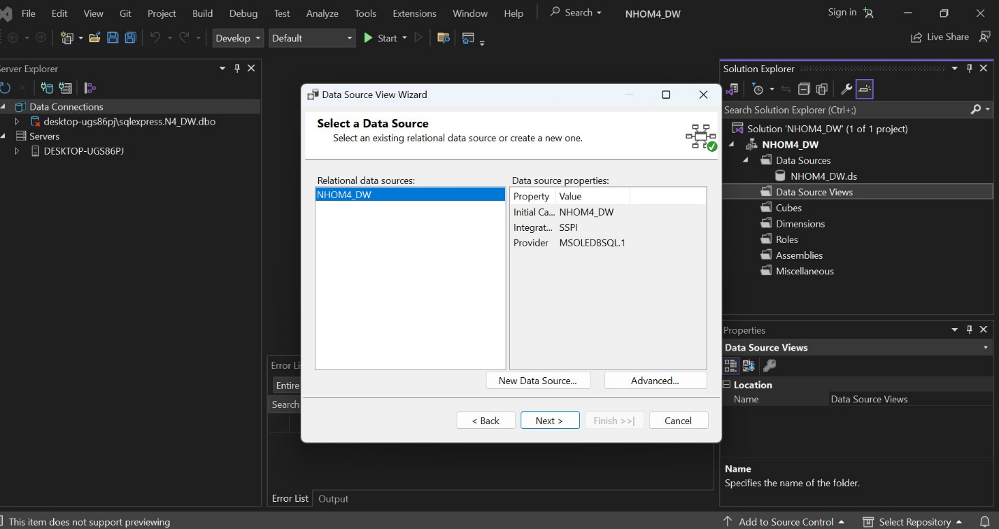 File Edit View Git Project Build Debug Test Analyze Tools Extensions Window Help Search NHOM4_DW Sign in
Develop Default Start Live Share
Server Explorer
Data Connections
desktop-ugs86pj\sqlexpress.N4_DW.dbo
Servers
DESKTOP-UGS86PJ
Data Source View Wizard
Select a Data Source
Select an existing relational data source or create a new one.
Relational data sources:
NHOM4_DW
Data source properties:
Property Value
Initial Ca... NHOM4_DW
Integrat... SSPI
Provider MSOLEDBSQL.1
New Data Source... Advanced...
< Back Next > Finish >>| Cancel
Error Li
Entire
Search
Error List Output
Solution Explorer
Search Solution Explorer (Ctrl+;)
Solution 'NHOM4_DW' (1 of 1 project)
NHOM4_DW
Data Sources
NHOM4_DW.ds
Data Source Views
Cubes
Dimensions
Roles
Assemblies
Miscellaneous
Properties
Data Source Views
Location
Name Data Source Views
Name
Specifies the name of the folder.
This item does not support previewing Add to Source Control Select Repository